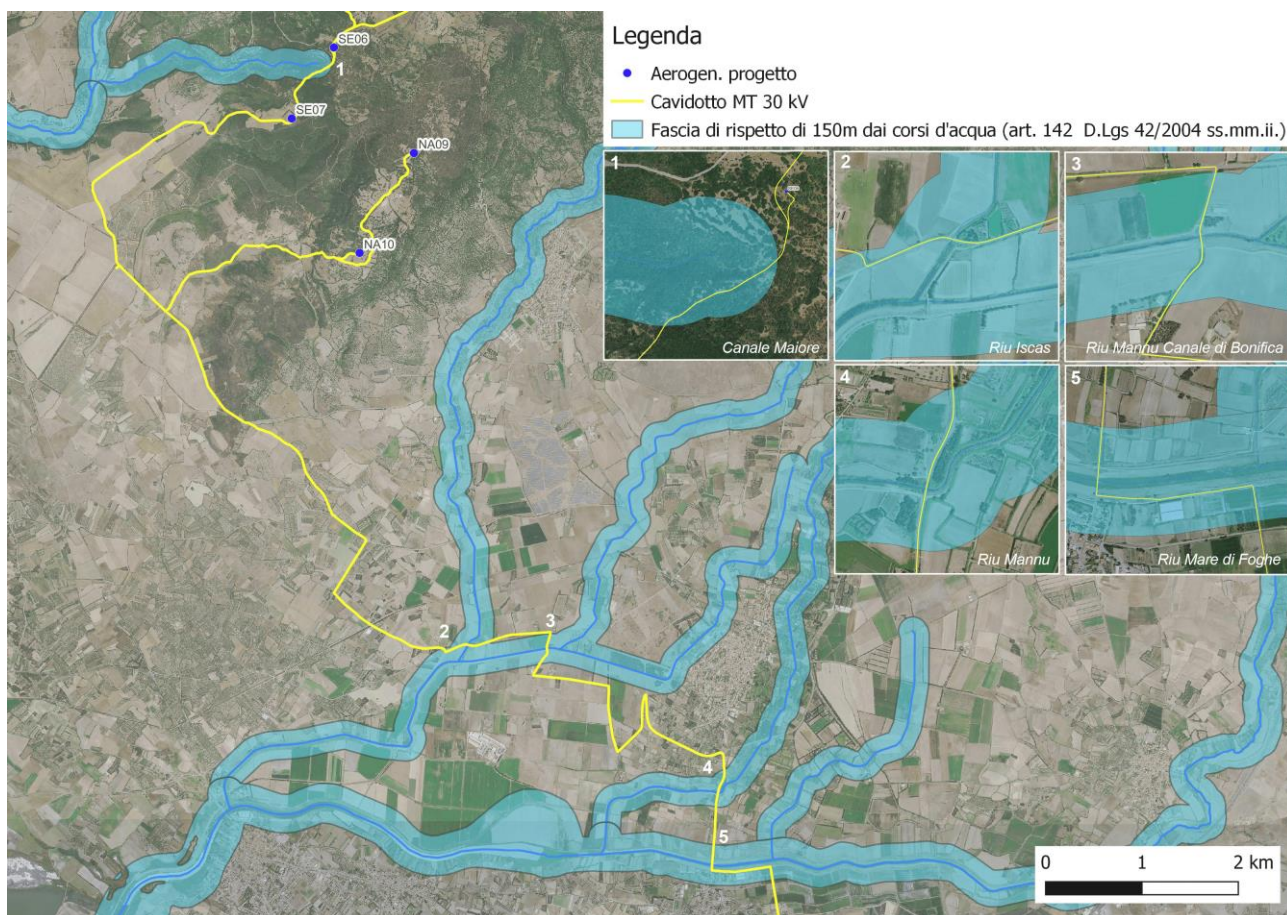 Legenda
Aerogen. progetto
Cavidotto MT 30 kV
Fascia di rispetto di 150m dai corsi d'acqua (art. 142 D.Lgs 42/2004 ss.mm.ii.)
SE06
1
SE07
NA09
NA10
2
3
4
5
1
Canale Maiore
2
Riu Iscas
3
Riu Mannu Canale di Bonifica
4
Riu Mannu
5
Riu Mare di Foghe
0 1 2 km